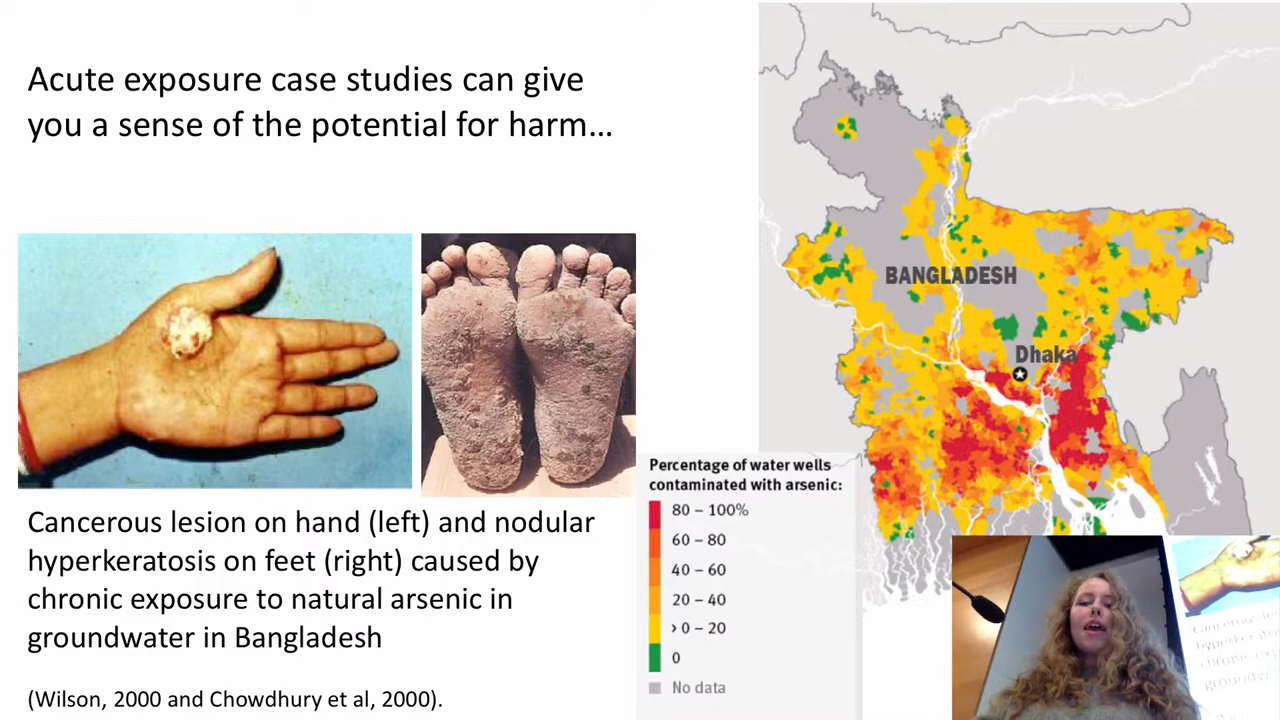 Acute exposure case studies can give
you a sense of the potential for harm…
Cancerous lesion on hand (left) and nodular
hyperkeratosis on feet (right) caused by
chronic exposure to natural arsenic in
groundwater in Bangladesh
(Wilson, 2000 and Chowdhury et al, 2000).
BANGLADESH
Dhaka
Percentage of water wells
contaminated with arsenic:
80 – 100%
60 – 80
40 – 60
20 – 40
> 0 – 20
0
No data